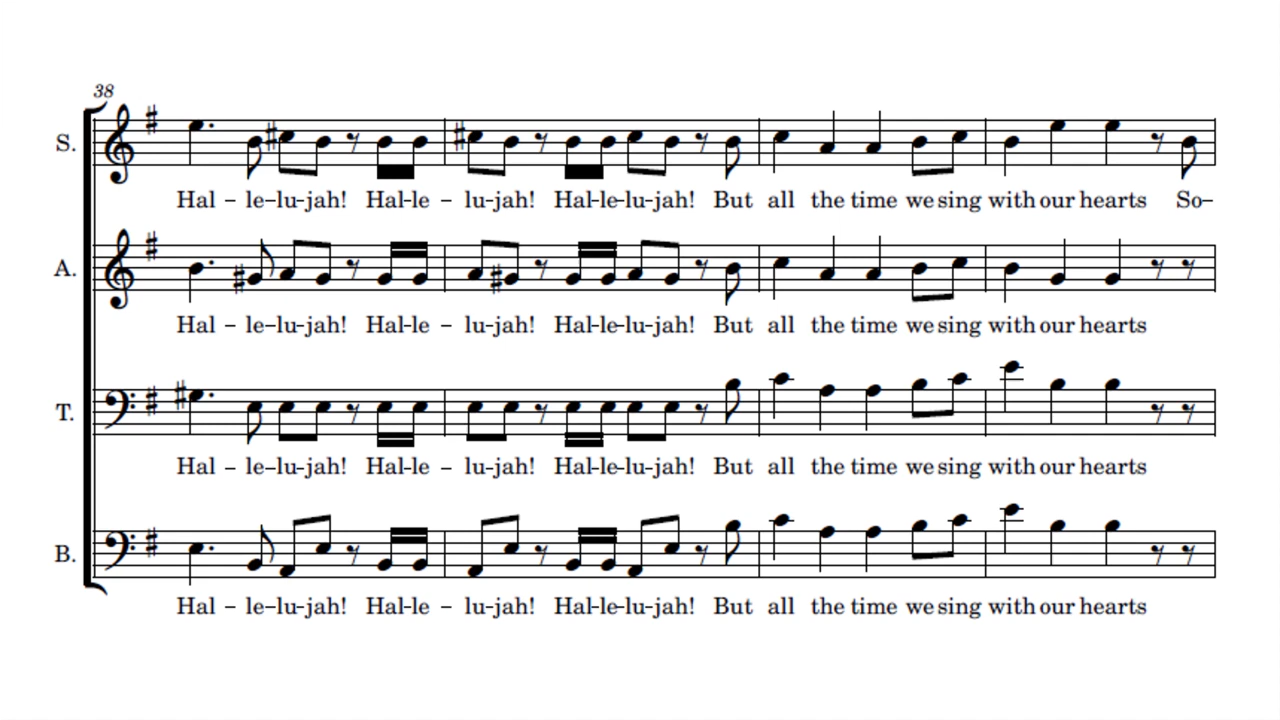 38
S.
Hal – le–lu–jah! Hal–le – lu–jah! Hal–le–lu–jah! But all the time we sing with our hearts So–
A.
Hal – le–lu–jah! Hal–le – lu–jah! Hal–le–lu–jah! But all the time we sing with our hearts
T.
Hal – le–lu–jah! Hal–le – lu–jah! Hal–le–lu–jah! But all the time we sing with our hearts
B.
Hal – le–lu–jah! Hal–le – lu–jah! Hal–le–lu–jah! But all the time we sing with our hearts